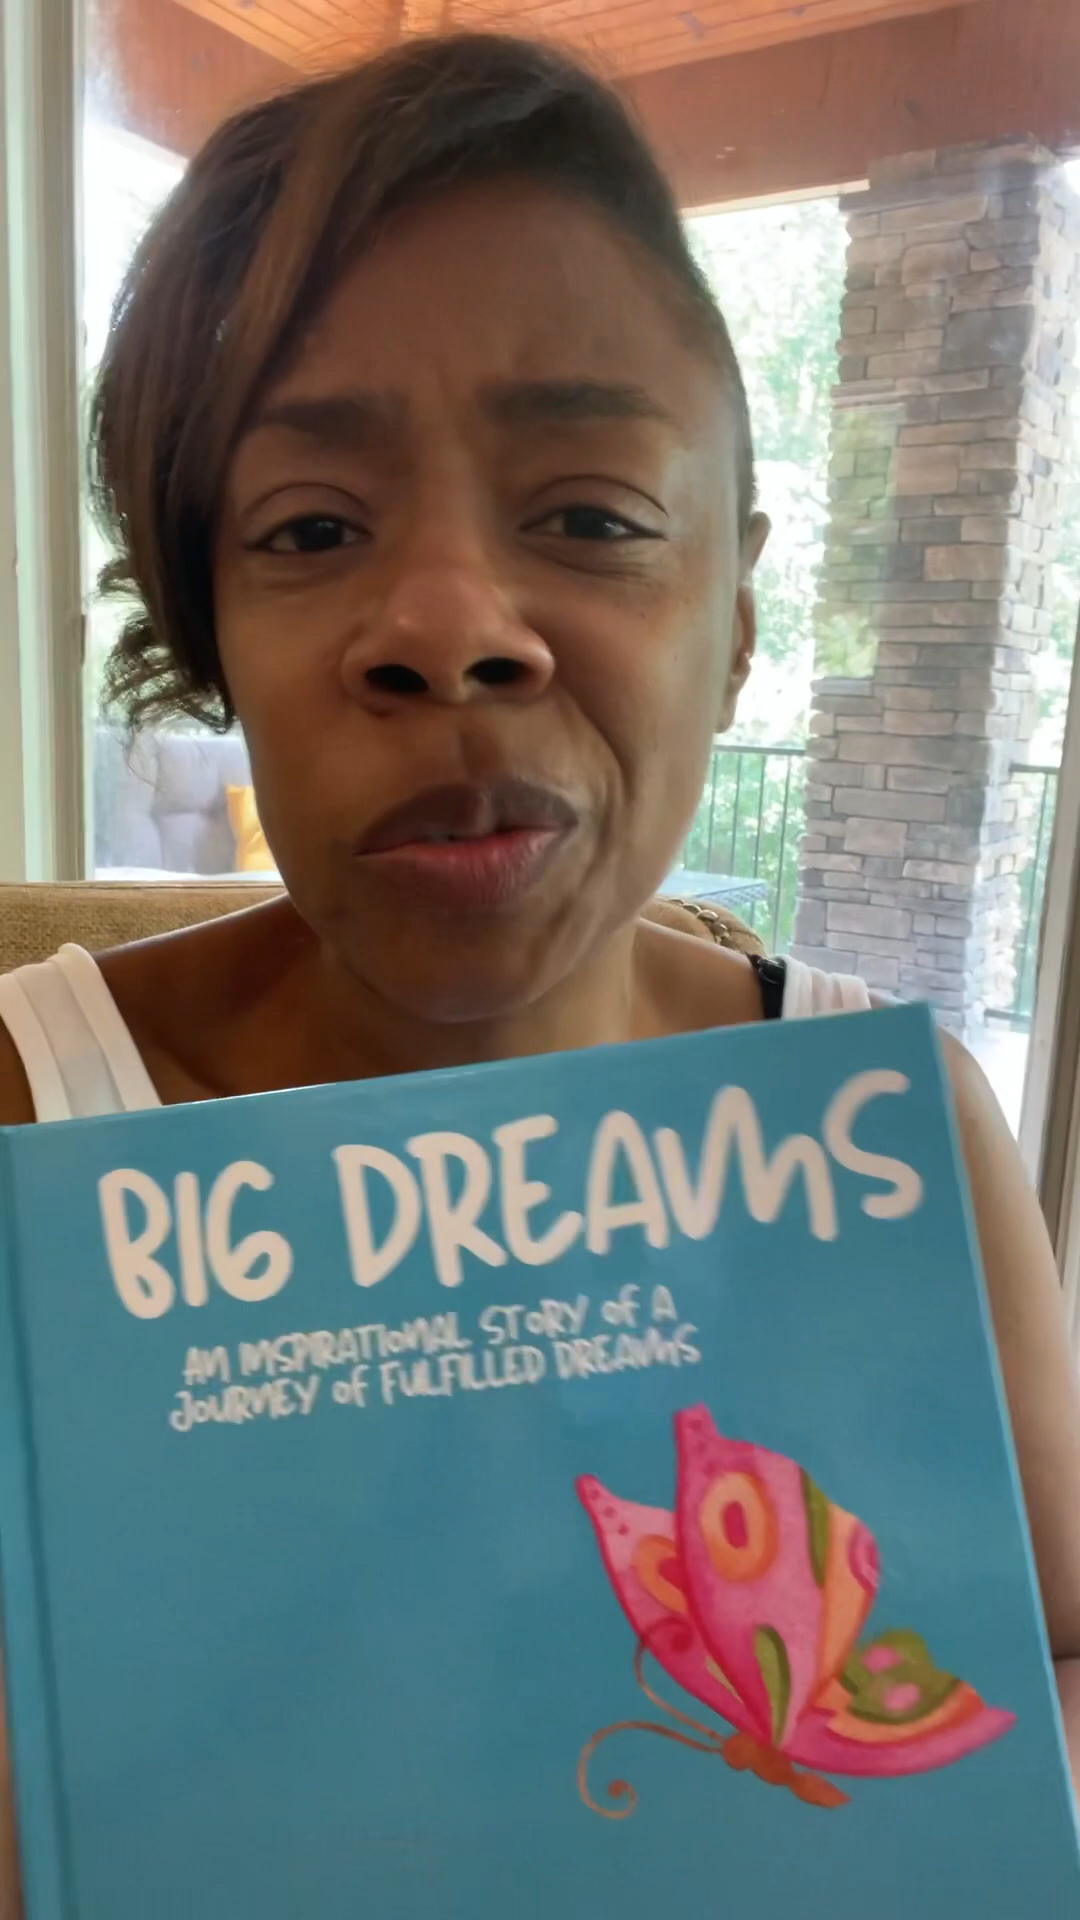 BIG DREAMS
AN INSPIRATIONAL STORY of A
JOURNEY of FULFILLED DREAMS